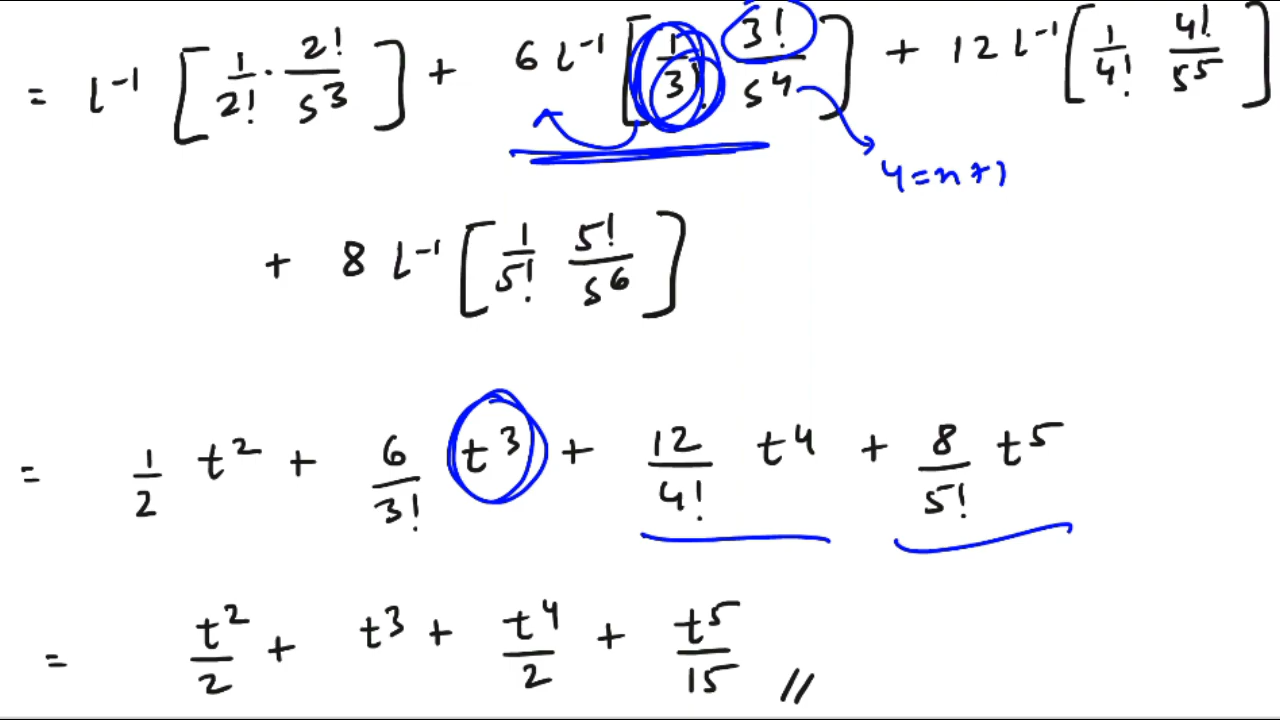 = L⁻¹ [ 1/2! · 2!/s³ ] + 6 L⁻¹ [ 1/3! 3!/s⁴ ] + 12 L⁻¹ [ 1/4! 4!/s⁵ ]
4=n+1
+ 8 L⁻¹ [ 1/5! 5!/s⁶ ]
= 1/2 t² + 6/3! t³ + 12/4! t⁴ + 8/5! t⁵
= t²/2 + t³ + t⁴/2 + t⁵/15 //